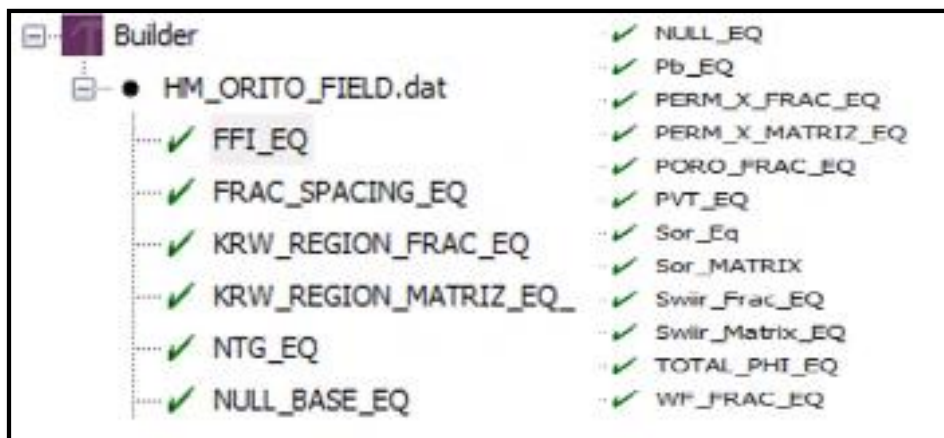 Builder
HM_ORITO_FIELD.dat
FFI_EQ
FRAC_SPACING_EQ
KRW_REGION_FRAC_EQ
KRW_REGION_MATRIZ_EQ_
NTG_EQ
NULL_BASE_EQ
NULL_EQ
Pb_EQ
PERM_X_FRAC_EQ
PERM_X_MATRIZ_EQ
PORO_FRAC_EQ
PVT_EQ
Sor_Eq
Sor_MATRIX
Swiir_Frac_EQ
Swiir_Matrix_EQ
TOTAL_PHI_EQ
WF_FRAC_EQ